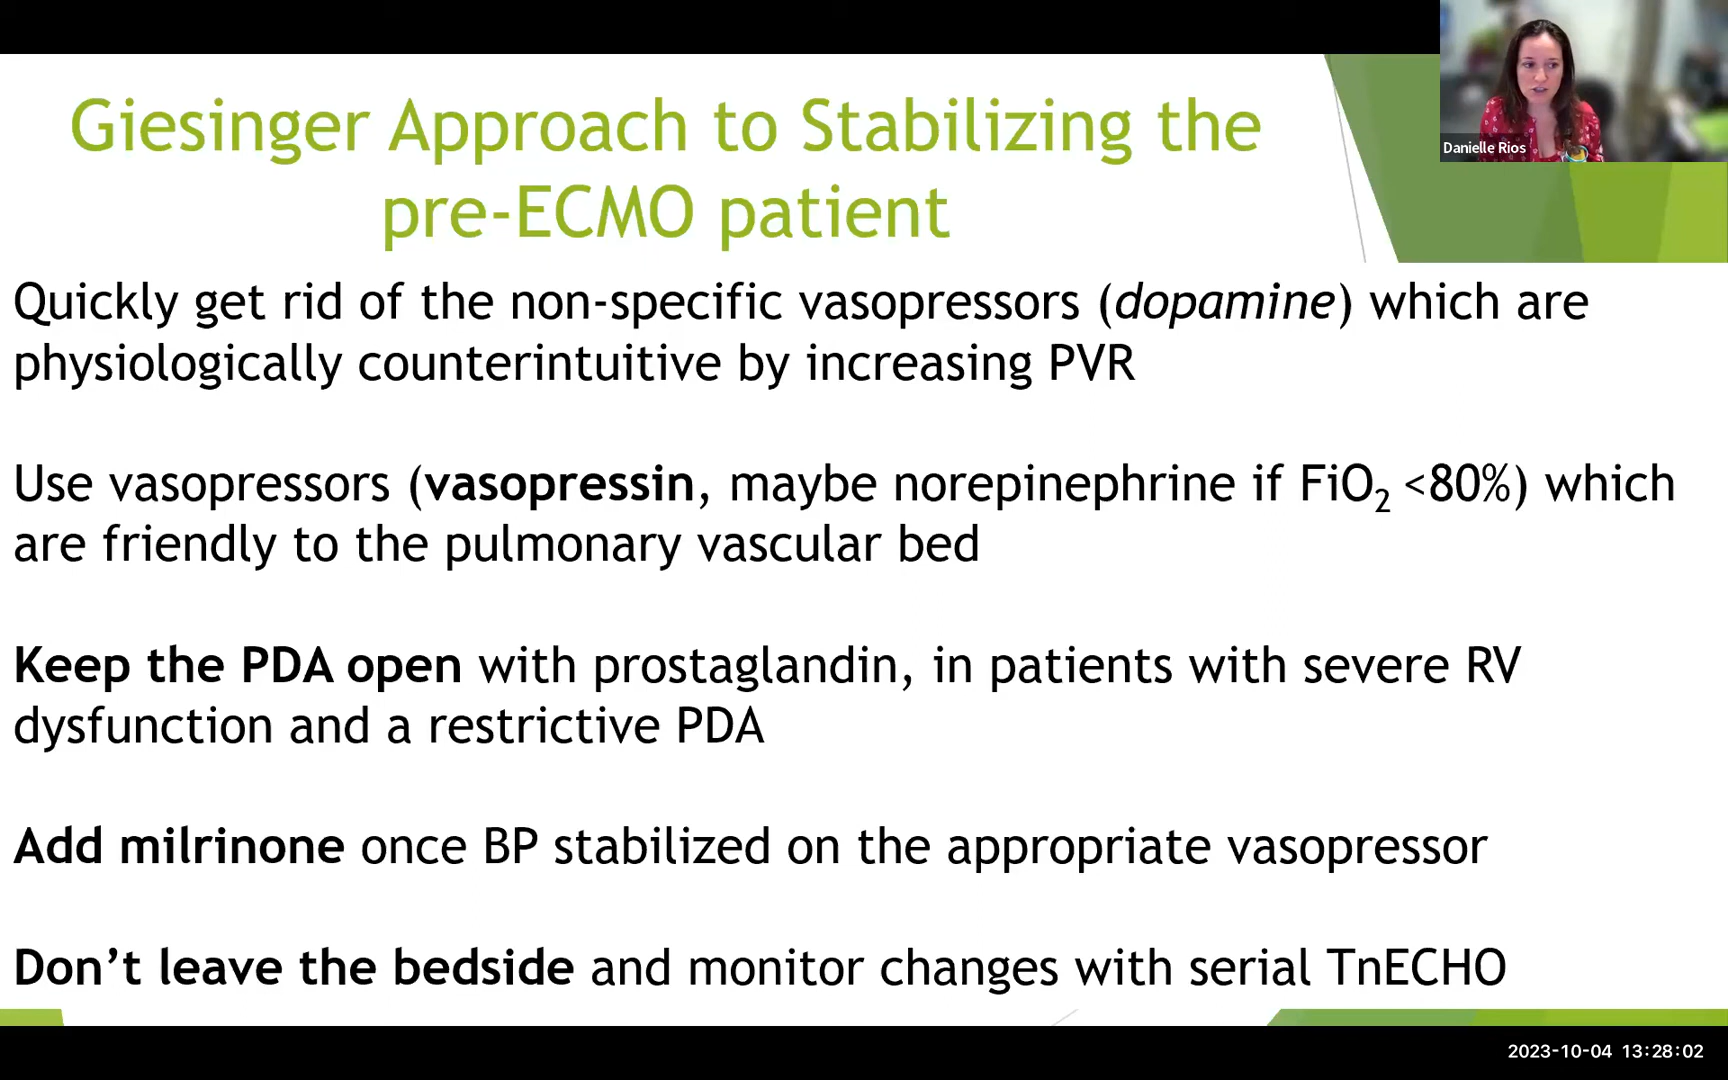 Danielle Rios
Giesinger Approach to Stabilizing the
pre-ECMO patient
Quickly get rid of the non-specific vasopressors (dopamine) which are
physiologically counterintuitive by increasing PVR
Use vasopressors (vasopressin, maybe norepinephrine if FiO₂ <80%) which
are friendly to the pulmonary vascular bed
Keep the PDA open with prostaglandin, in patients with severe RV
dysfunction and a restrictive PDA
Add milrinone once BP stabilized on the appropriate vasopressor
Don’t leave the bedside and monitor changes with serial TnECHO
2023-10-04 13:28:02